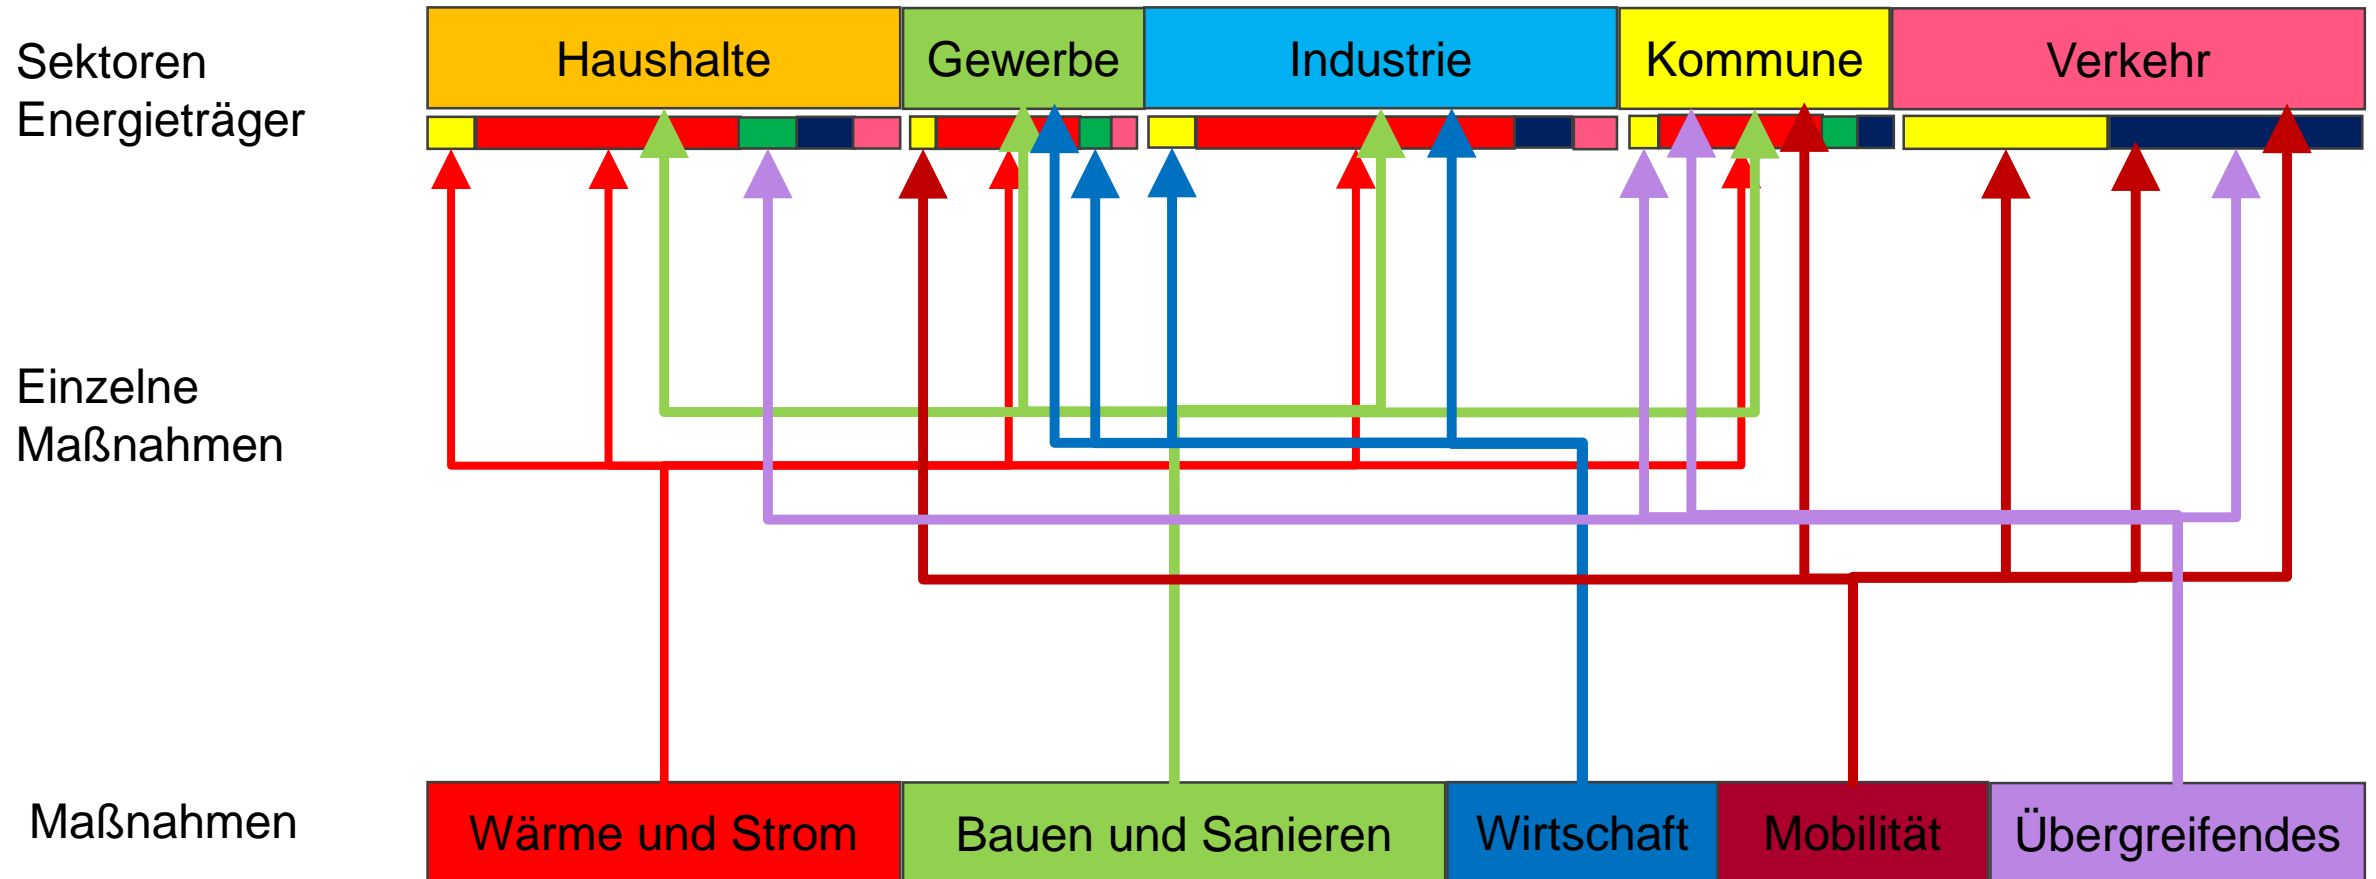 Sektoren
Energieträger
Haushalte
Gewerbe
Industrie
Kommune
Verkehr
Einzelne
Maßnahmen
Maßnahmen
Wärme und Strom
Bauen und Sanieren
Wirtschaft
Mobilität
Übergreifendes